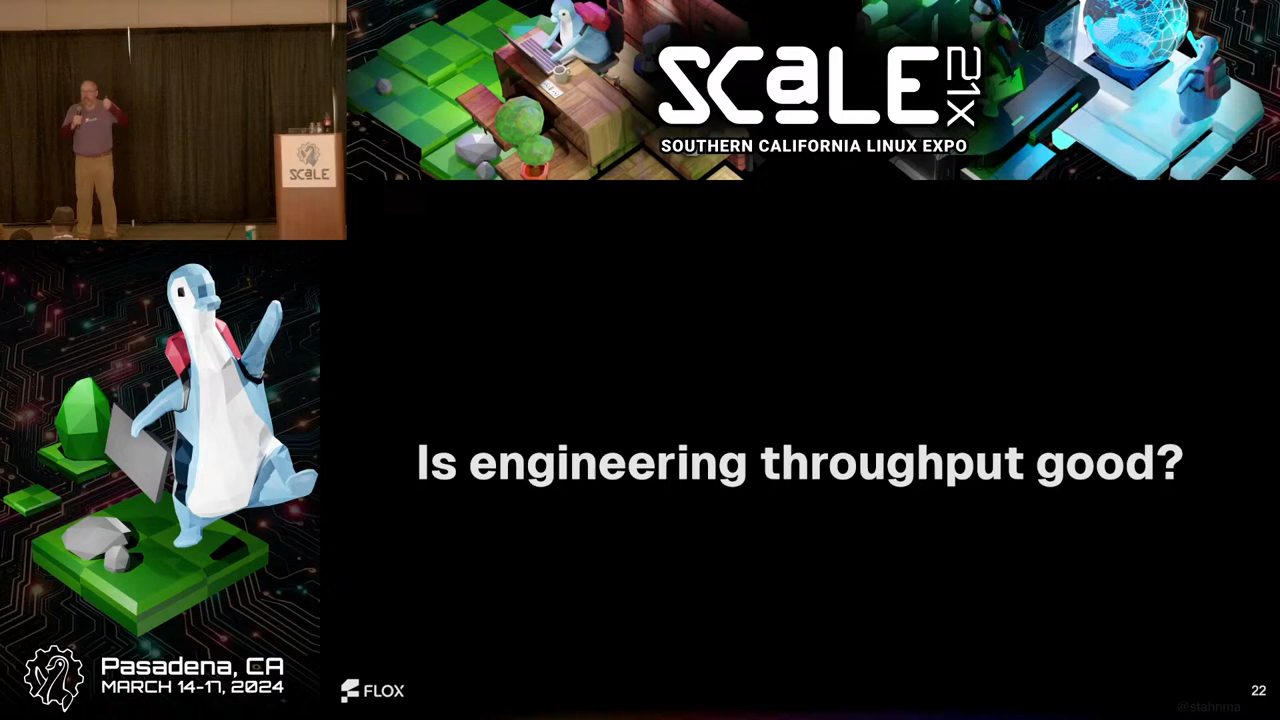 SCALE
21X
SOUTHERN CALIFORNIA LINUX EXPO
SCALE
Is engineering throughput good?
Pasadena, CA
MARCH 14-17, 2024
FLOX
22
@stahnma